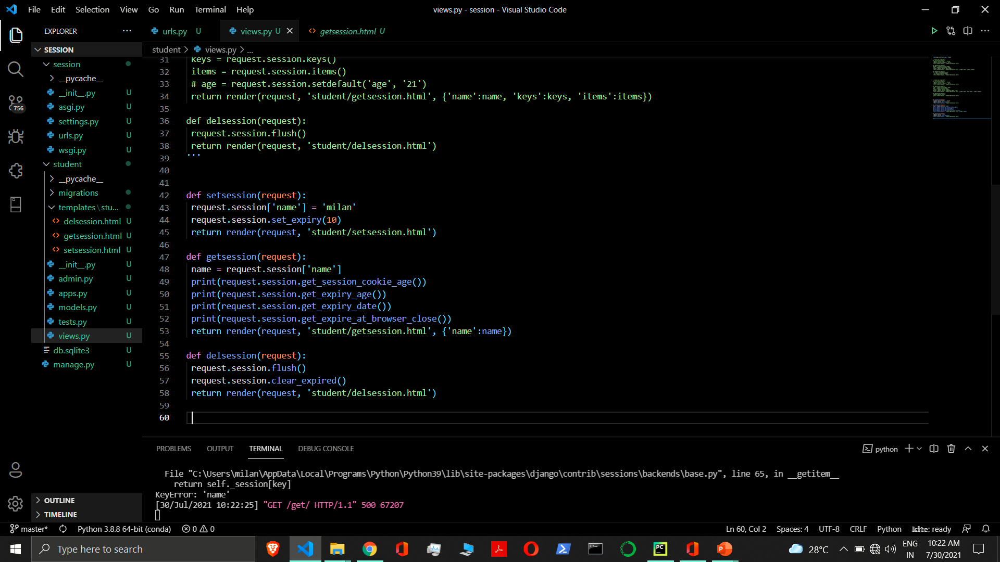 File Edit Selection View Go Run Terminal Help
views.py - session - Visual Studio Code
EXPLORER ...
SESSION
session
__pycache__
__init__.py U
asgi.py U
settings.py U
urls.py U
wsgi.py U
student
__pycache__
migrations
templates\stu...
delsession.html U
getsession.html U
setsession.html U
__init__.py U
admin.py U
apps.py U
models.py U
tests.py U
views.py U
db.sqlite3 U
manage.py U
OUTLINE
TIMELINE
756
urls.py U
views.py U
getsession.html U
student > views.py > ...
31 keys = request.session.keys()
32 items = request.session.items()
33 # age = request.session.setdefault('age', '21')
34 return render(request, 'student/getsession.html', {'name':name, 'keys':keys, 'items':items})
35
36 def delsession(request):
37 request.session.flush()
38 return render(request, 'student/delsession.html')
39 '''
40
41
42 def setsession(request):
43 request.session['name'] = 'milan'
44 request.session.set_expiry(10)
45 return render(request, 'student/setsession.html')
46
47 def getsession(request):
48 name = request.session['name']
49 print(request.session.get_session_cookie_age())
50 print(request.session.get_expiry_age())
51 print(request.session.get_expiry_date())
52 print(request.session.get_expire_at_browser_close())
53 return render(request, 'student/getsession.html', {'name':name})
54
55 def delsession(request):
56 request.session.flush()
57 request.session.clear_expired()
58 return render(request, 'student/delsession.html')
59
60
PROBLEMS OUTPUT TERMINAL DEBUG CONSOLE
python
File "C:\Users\milan\AppData\Local\Programs\Python\Python39\lib\site-packages\django\contrib\sessions\backends\base.py", line 65, in __getitem__
return self._session[key]
KeyError: 'name'
[30/Jul/2021 10:22:25] "GET /get/ HTTP/1.1" 500 67207
master* Python 3.8.8 64-bit (conda) 0 0
Ln 60, Col 2 Spaces: 4 UTF-8 CRLF Python kite: ready
Type here to search
PC
P
28°C
ENG
IN
10:22 AM
7/30/2021